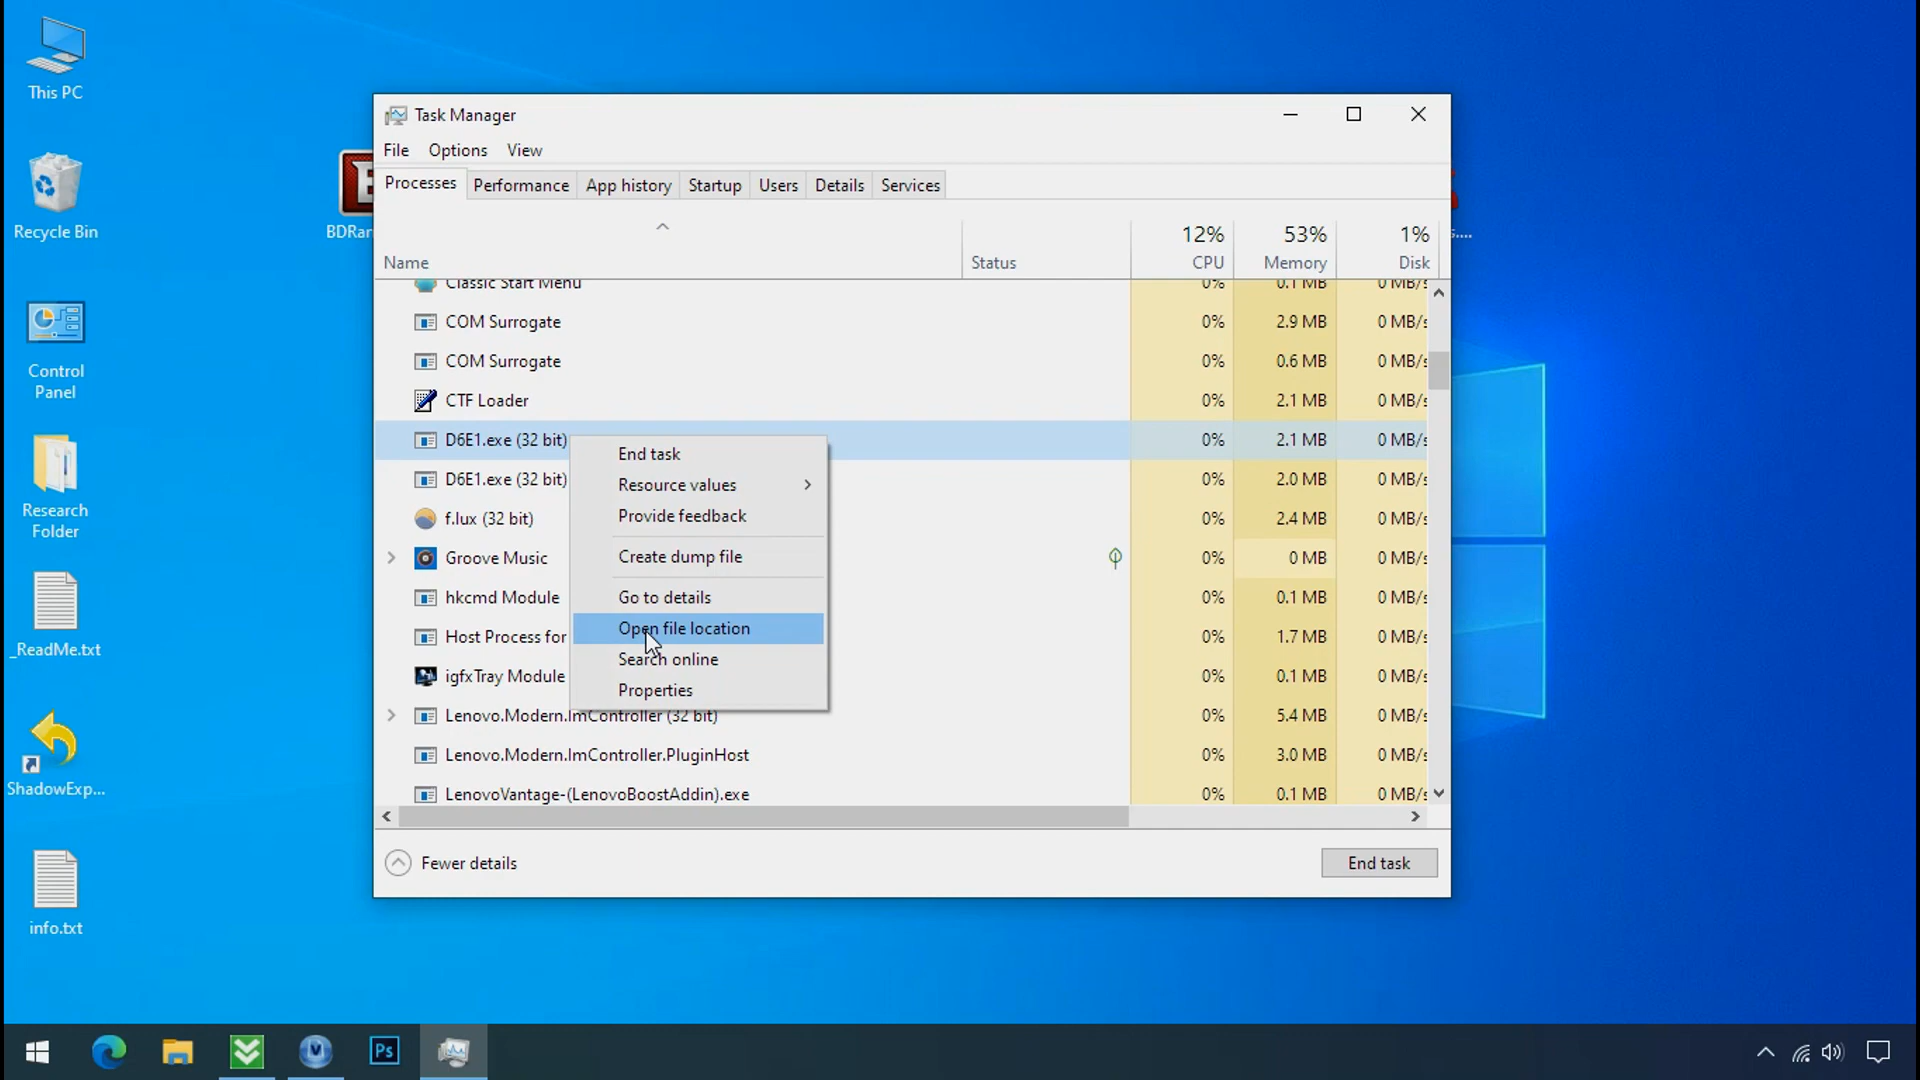 This PC
Recycle Bin
Control
Panel
Research
Folder
_ReadMe.txt
ShadowExp...
info.txt
BDRan
Task Manager
File Options View
Processes Performance App history Startup Users Details Services
12% 53% 1%
Name Status CPU Memory Disk
Classic Start Menu 0% 0.1 MB 0 MB/s
COM Surrogate 0% 2.9 MB 0 MB/s
COM Surrogate 0% 0.6 MB 0 MB/s
CTF Loader 0% 2.1 MB 0 MB/s
D6E1.exe (32 bit) 0% 2.1 MB 0 MB/s
D6E1.exe (32 bit) 0% 2.0 MB 0 MB/s
f.lux (32 bit) 0% 2.4 MB 0 MB/s
Groove Music 0% 0 MB 0 MB/s
hkcmd Module 0% 0.1 MB 0 MB/s
Host Process for 0% 1.7 MB 0 MB/s
igfxTray Module 0% 0.1 MB 0 MB/s
Lenovo.Modern.ImController (32 bit) 0% 5.4 MB 0 MB/s
Lenovo.Modern.ImController.PluginHost 0% 3.0 MB 0 MB/s
LenovoVantage-(LenovoBoostAddin).exe 0% 0.1 MB 0 MB/s
End task
Resource values
Provide feedback
Create dump file
Go to details
Open file location
Search online
Properties
Fewer details End task
s....
Ps